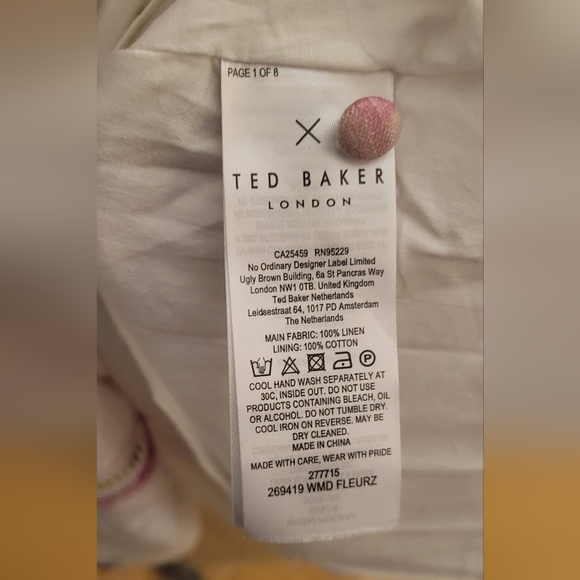 PAGE 1 OF 8
TED BAKER
LONDON
CA25459 RN95229
No Ordinary Designer Label Limited
Ugly Brown Building, 6a St Pancras Way
London NW1 0TB. United Kingdom
Ted Baker Netherlands
Leidsestraat 64, 1017 PD Amsterdam
The Netherlands
MAIN FABRIC: 100% LINEN
LINING: 100% COTTON
COOL HAND WASH SEPARATELY AT
30C, INSIDE OUT. DO NOT USE
PRODUCTS CONTAINING BLEACH, OIL
OR ALCOHOL. DO NOT TUMBLE DRY.
COOL IRON ON REVERSE. MAY BE
DRY CLEANED.
MADE IN CHINA
MADE WITH CARE, WEAR WITH PRIDE
277715
269419 WMD FLEURZ